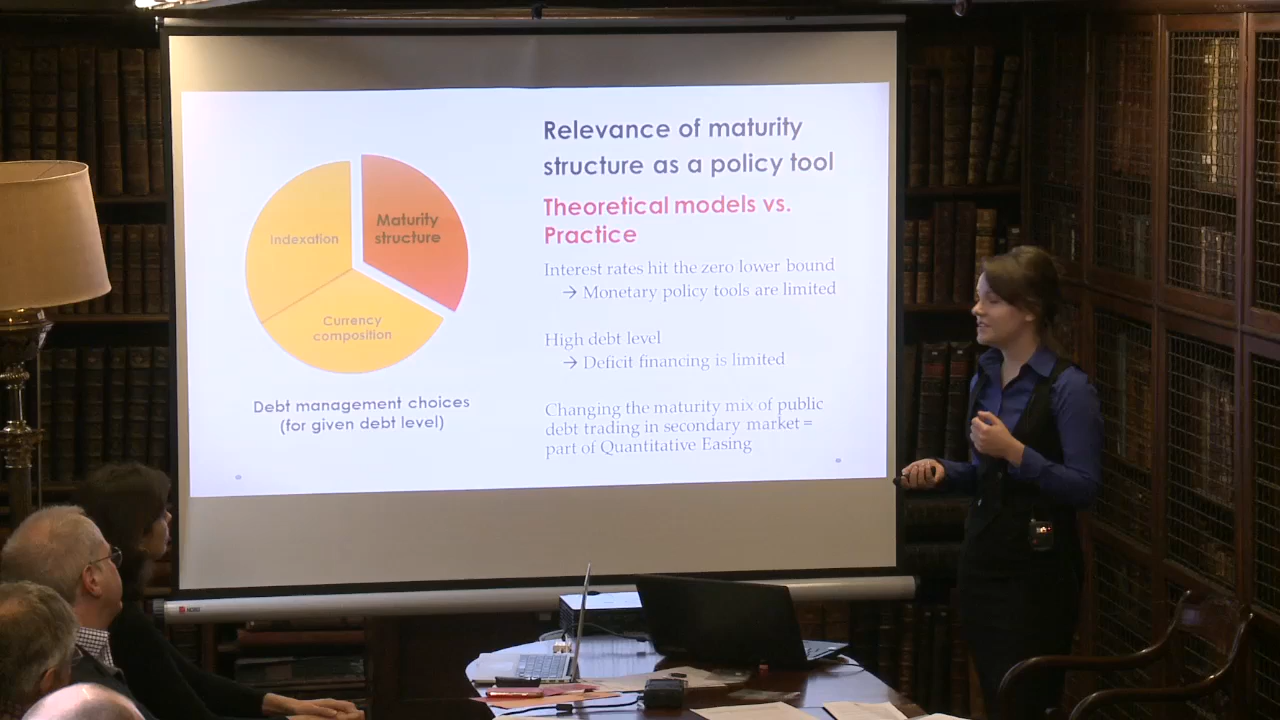 Relevance of maturity
structure as a policy tool
Theoretical models vs.
Practice
Interest rates hit the zero lower bound
→ Monetary policy tools are limited
High debt level
→ Deficit financing is limited
Changing the maturity mix of public
debt trading in secondary market =
part of Quantitative Easing
Indexation
Maturity
structure
Currency
composition
Debt management choices
(for given debt level)